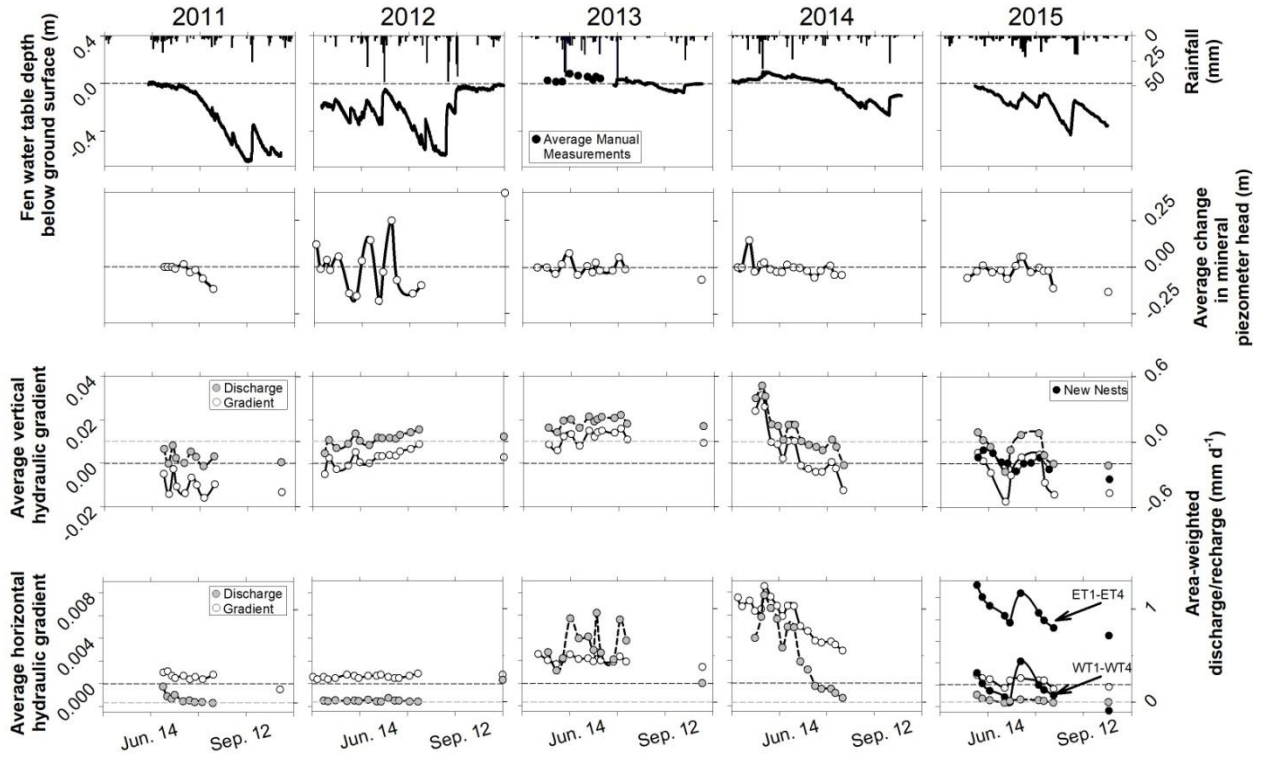 2011
2012
2013
2014
2015
Fen water table depth
below ground surface (m)
0.4
0.0
-0.4
Average Manual
Measurements
0
25
50
Rainfall
(mm)
0.25
0.00
-0.25
Average change
in mineral
piezometer head (m)
Average vertical
hydraulic gradient
0.04
0.02
0.00
-0.02
Discharge
Gradient
New Nests
0.6
0.0
-0.6
Average horizontal
hydraulic gradient
0.008
0.004
0.000
Discharge
Gradient
ET1-ET4
WT1-WT4
1
0
Area-weighted
discharge/recharge (mm d-1)
Jun. 14
Sep. 12
Jun. 14
Sep. 12
Jun. 14
Sep. 12
Jun. 14
Sep. 12
Jun. 14
Sep. 12